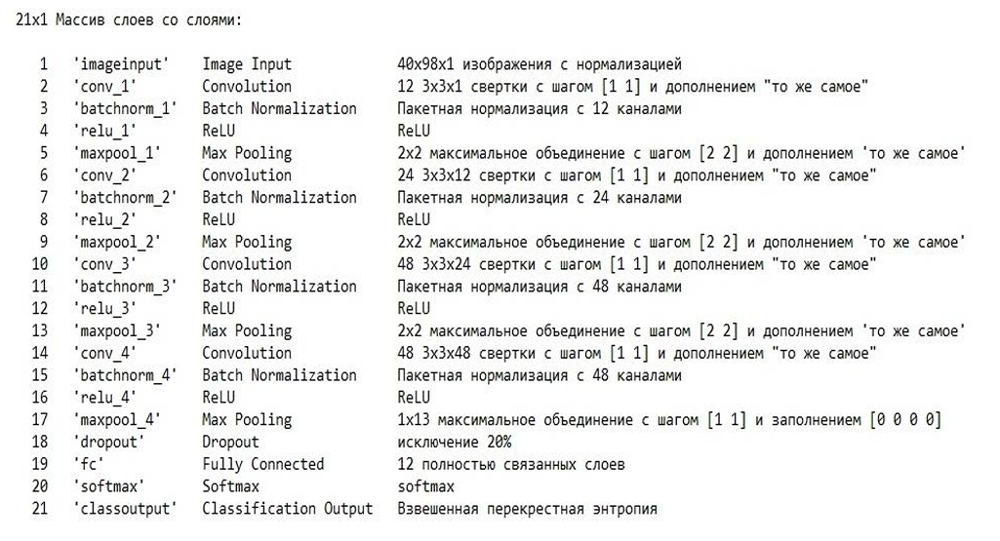 21x1 Массив слоев со слоями:
1 'imageinput' Image Input 40x98x1 изображения с нормализацией
2 'conv_1' Convolution 12 3x3x1 свертки с шагом [1 1] и дополнением "то же самое"
3 'batchnorm_1' Batch Normalization Пакетная нормализация с 12 каналами
4 'relu_1' ReLU ReLU
5 'maxpool_1' Max Pooling 2x2 максимальное объединение с шагом [2 2] и дополнением 'то же самое'
6 'conv_2' Convolution 24 3x3x12 свертки с шагом [1 1] и дополнением "то же самое"
7 'batchnorm_2' Batch Normalization Пакетная нормализация с 24 каналами
8 'relu_2' ReLU ReLU
9 'maxpool_2' Max Pooling 2x2 максимальное объединение с шагом [2 2] и дополнением 'то же самое'
10 'conv_3' Convolution 48 3x3x24 свертки с шагом [1 1] и дополнением "то же самое"
11 'batchnorm_3' Batch Normalization Пакетная нормализация с 48 каналами
12 'relu_3' ReLU ReLU
13 'maxpool_3' Max Pooling 2x2 максимальное объединение с шагом [2 2] и дополнением 'то же самое'
14 'conv_4' Convolution 48 3x3x48 свертки с шагом [1 1] и дополнением "то же самое"
15 'batchnorm_4' Batch Normalization Пакетная нормализация с 48 каналами
16 'relu_4' ReLU ReLU
17 'maxpool_4' Max Pooling 1x13 максимальное объединение с шагом [1 1] и заполнением [0 0 0 0]
18 'dropout' Dropout исключение 20%
19 'fc' Fully Connected 12 полностью связанных слоев
20 'softmax' Softmax softmax
21 'classoutput' Classification Output Взвешенная перекрестная энтропия